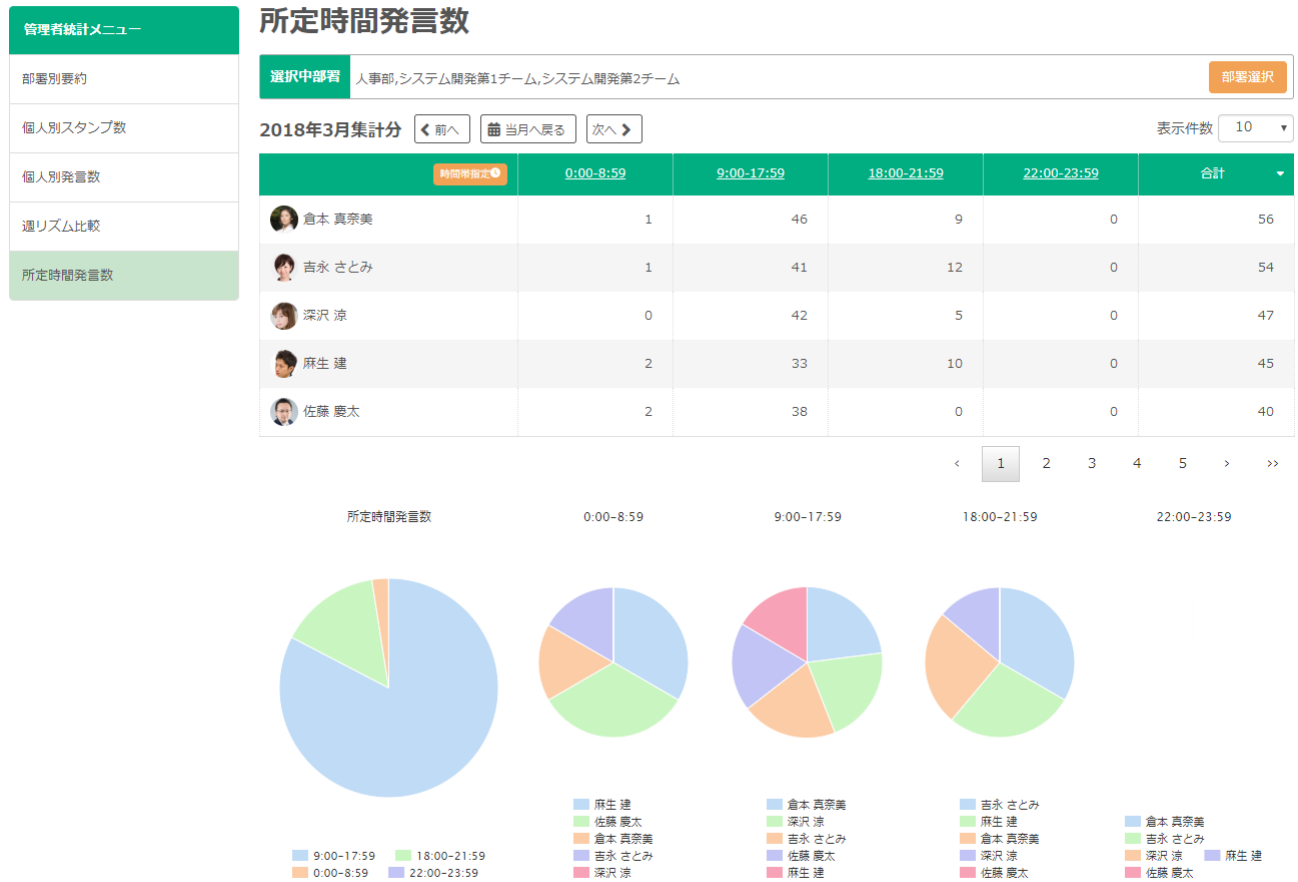 管理者統計メニュー
部署別要約
個人別スタンプ数
個人別発言数
週リズム比較
所定時間発言数
所定時間発言数
選択中部署 人事部,システム開発第1チーム,システム開発第2チーム 部署選択
2018年3月集計分 前へ 当月へ戻る 次へ 表示件数 10
時間帯指定 0:00-8:59 9:00-17:59 18:00-21:59 22:00-23:59 合計
倉本 真奈美 1 46 9 0 56
吉永 さとみ 1 41 12 0 54
深沢 涼 0 42 5 0 47
麻生 建 2 33 10 0 45
佐藤 慶太 2 38 0 0 40
‹ 1 2 3 4 5 › ››
所定時間発言数 0:00–8:59 9:00–17:59 18:00–21:59 22:00–23:59
9:00–17:59 18:00–21:59
0:00–8:59 22:00–23:59
麻生 建
佐藤 慶太
倉本 真奈美
吉永 さとみ
深沢 涼
倉本 真奈美
深沢 涼
吉永 さとみ
佐藤 慶太
麻生 建
吉永 さとみ
麻生 建
倉本 真奈美
深沢 涼
佐藤 慶太
倉本 真奈美
吉永 さとみ
深沢 涼 麻生 建
佐藤 慶太